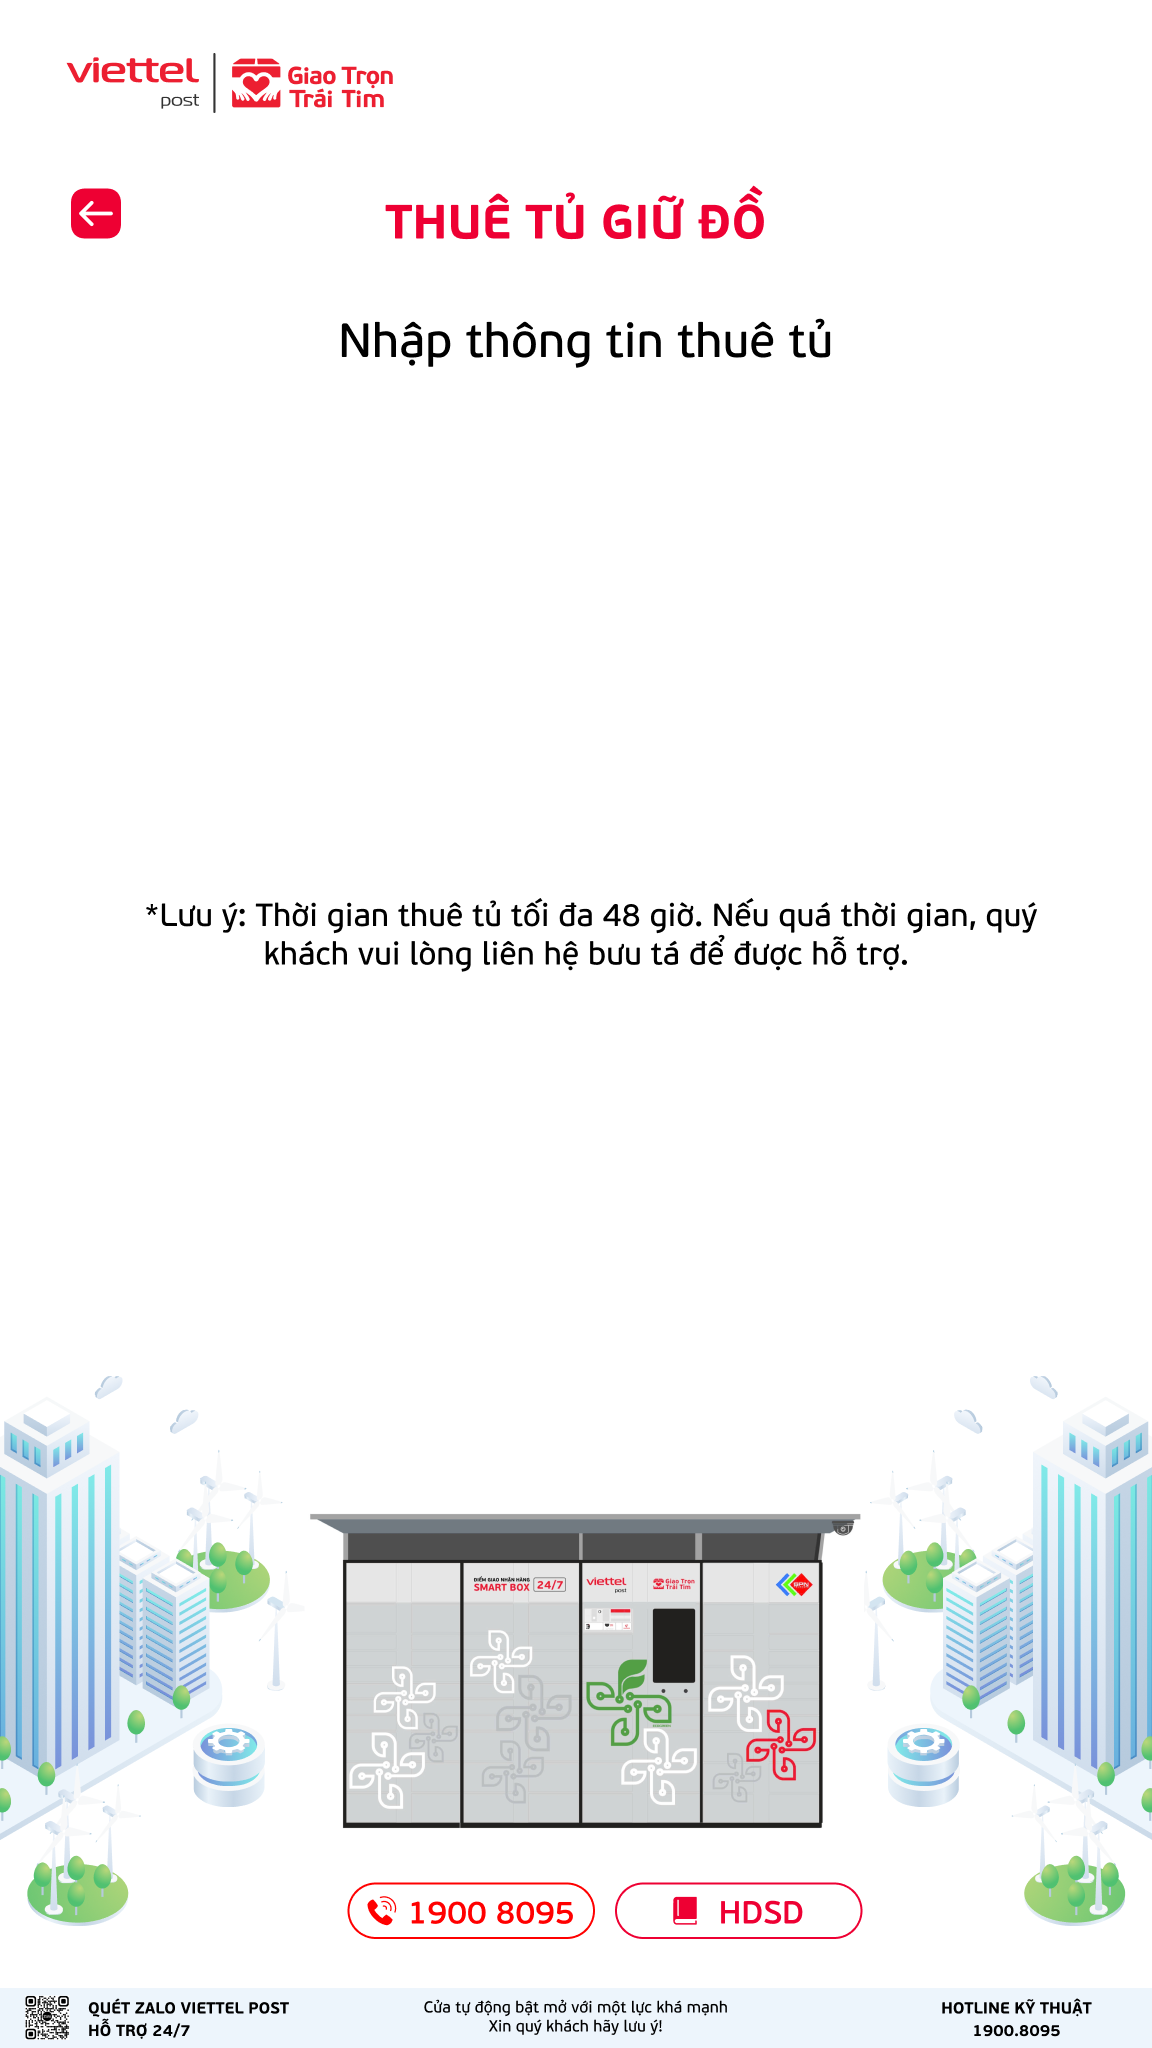 viettel
post
Giao Trọn
Trái Tim
THUÊ TỦ GIỮ ĐỒ
Nhập thông tin thuê tủ
*Lưu ý: Thời gian thuê tủ tối đa 48 giờ. Nếu quá thời gian, quý
khách vui lòng liên hệ bưu tá để được hỗ trợ.
ĐIỂM GIAO NHẬN HÀNG
SMART BOX 24/7
viettel
post
Giao Trọn
Trái Tim
1900 8095
HDSD
QUÉT ZALO VIETTEL POST
HỖ TRỢ 24/7
Cửa tự động bật mở với một lực khá mạnh
Xin quý khách hãy lưu ý!
HOTLINE KỸ THUẬT
1900.8095